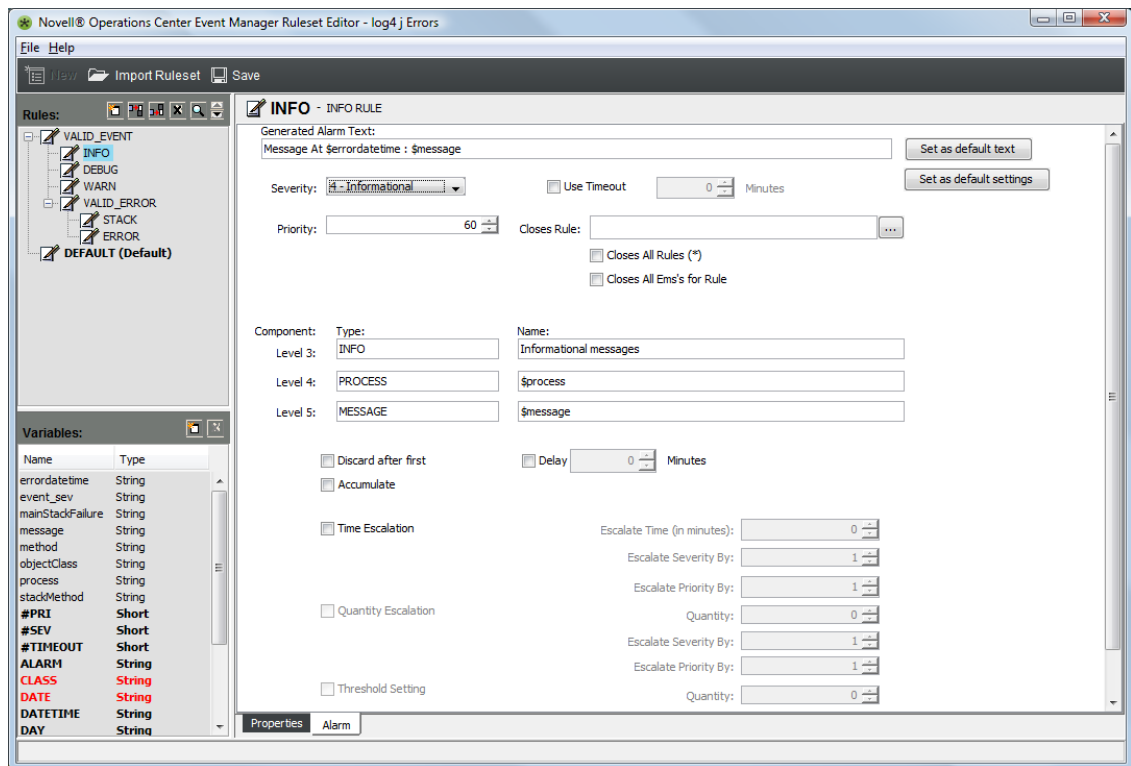 Novell® Operations Center Event Manager Ruleset Editor - log4 j Errors
File Help
New Import Ruleset Save
Rules:
VALID_EVENT
INFO
DEBUG
WARN
VALID_ERROR
STACK
ERROR
DEFAULT (Default)
Variables:
Name Type
errordatetime String
event_sev String
mainStackFailure String
message String
method String
objectClass String
process String
stackMethod String
#PRI Short
#SEV Short
#TIMEOUT Short
ALARM String
CLASS String
DATE String
DATETIME String
DAY String
INFO - INFO RULE
Generated Alarm Text:
Message At $errordatetime : $message Set as default text
Severity: 4 - Informational Use Timeout 0 Minutes Set as default settings
Priority: 60 Closes Rule: ...
Closes All Rules (*)
Closes All Ems's for Rule
Component: Type: Name:
Level 3: INFO Informational messages
Level 4: PROCESS $process
Level 5: MESSAGE $message
Discard after first Delay 0 Minutes
Accumulate
Time Escalation Escalate Time (in minutes): 0
Escalate Severity By: 1
Escalate Priority By: 1
Quantity Escalation Quantity: 0
Escalate Severity By: 1
Escalate Priority By: 1
Threshold Setting Quantity: 0
Properties Alarm